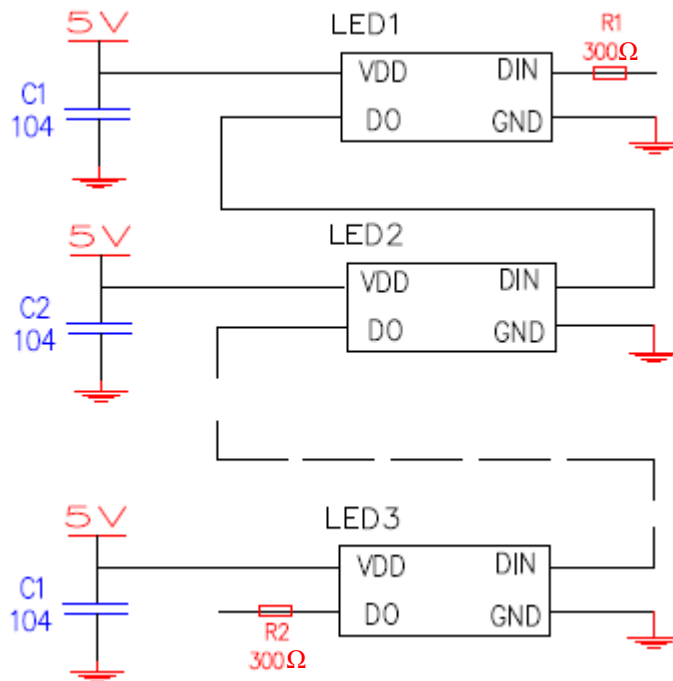 5V
LED1
R1
300Ω
VDD
DIN
C1
104
DO
GND
5V
LED2
VDD
DIN
C2
104
DO
GND
5V
LED3
VDD
DIN
C1
104
DO
GND
R2
300Ω